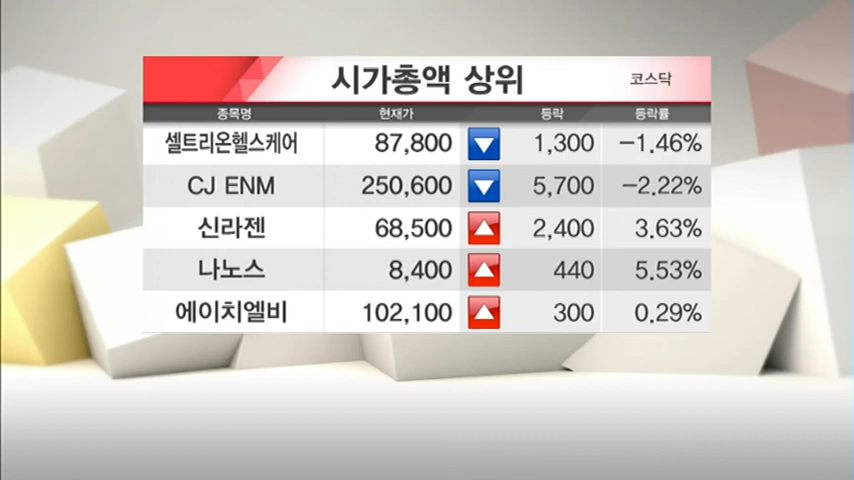 시가총액 상위 코스닥
종목명 현재가 등락 등락률
셀트리온헬스케어 87,800 ▼ 1,300 −1.46%
CJ ENM 250,600 ▼ 5,700 −2.22%
신라젠 68,500 ▲ 2,400 3.63%
나노스 8,400 ▲ 440 5.53%
에이치엘비 102,100 ▲ 300 0.29%